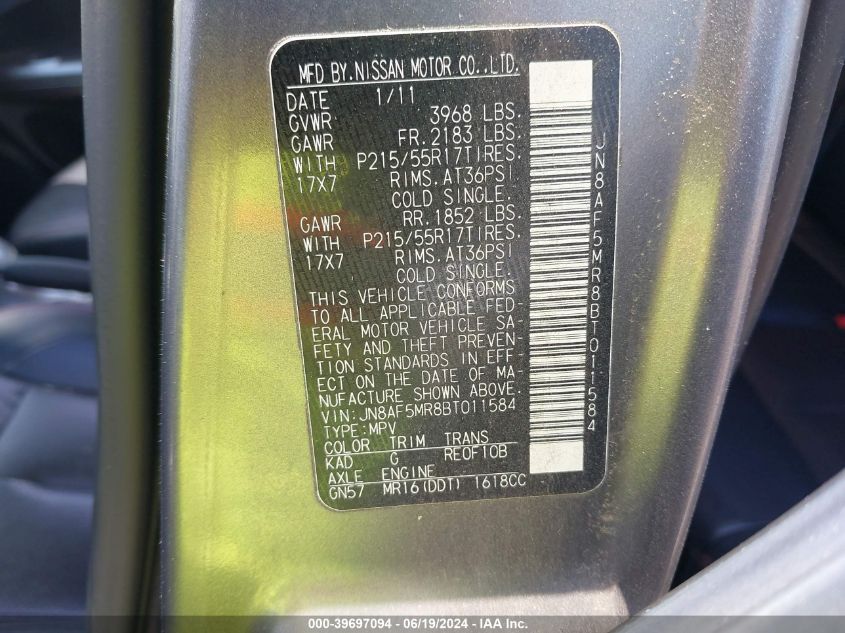 MFD BY.NISSAN MOTOR CO.,LTD.
DATE 1/11
GVWR 3968 LBS.
GAWR FR.2183 LBS.
WITH P215/55R17TIRES.
17X7 RIMS.AT36PSI
COLD SINGLE.
GAWR RR.1852 LBS.
WITH P215/55R17TIRES.
17X7 RIMS.AT36PSI
COLD SINGLE.
THIS VEHICLE CONFORMS
TO ALL APPLICABLE FED-
ERAL MOTOR VEHICLE SA-
FETY AND THEFT PREVEN-
TION STANDARDS IN EFF-
ECT ON THE DATE OF MA-
NUFACTURE SHOWN ABOVE.
VIN:JN8AF5MR8BT011584
TYPE:MPV
COLOR TRIM TRANS
KAD G RE0F10B
AXLE ENGINE
GN57 MR16(DDT) 1618CC
JN8AF5MR8BT011584
000-39697094 - 06/19/2024 - IAA Inc.